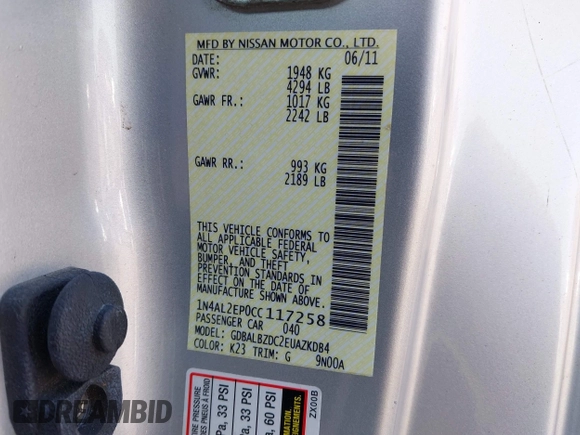 MFD BY NISSAN MOTOR CO., LTD.
DATE: 06/11
GVWR: 1948 KG
4294 LB
GAWR FR.: 1017 KG
2242 LB
GAWR RR.: 993 KG
2189 LB
THIS VEHICLE CONFORMS TO
ALL APPLICABLE FEDERAL
MOTOR VEHICLE SAFETY,
BUMPER, AND THEFT
PREVENTION STANDARDS IN
EFFECT ON THE DATE OF
MANUFACTURE SHOWN ABOVE.
1N4AL2EP0CC117258
PASSENGER CAR 040
MODEL: GDBALBZDC2EUAZKDB4
COLOR: K23 TRIM: G 9N00A
ZX00B
Pa, 33 PSI
Pa, 33 PSI
a, 60 PSI
DREAMBID